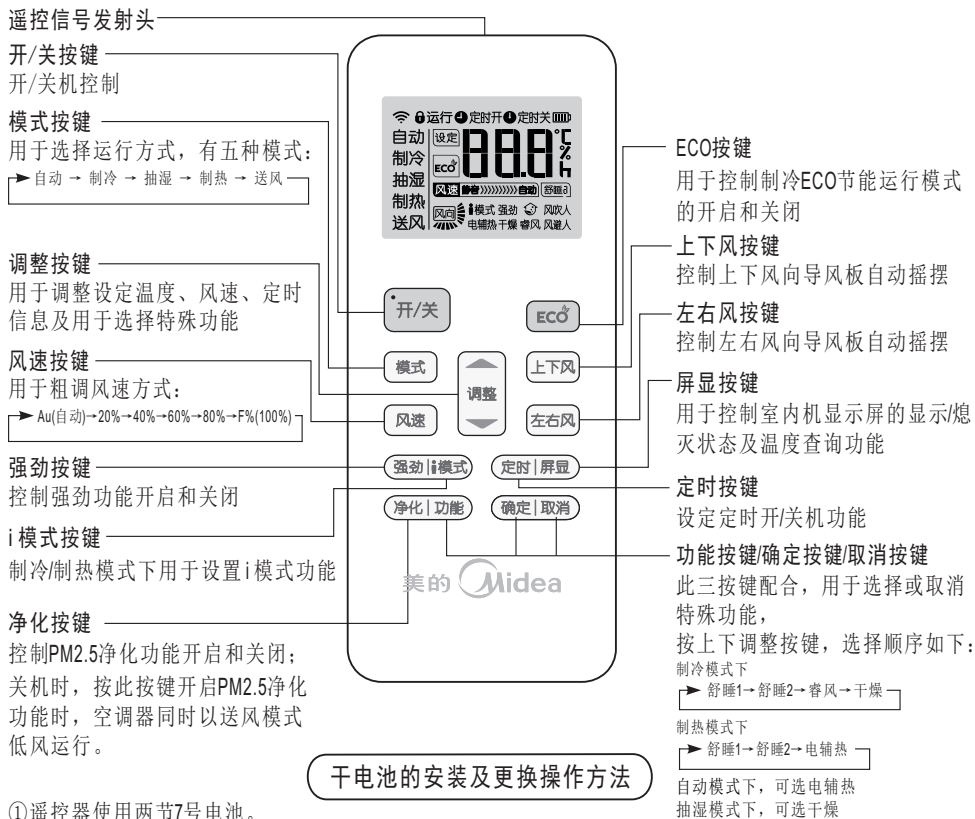 遥控信号发射头
开/关按键
开/关机控制
模式按键
用于选择运行方式，有五种模式：
自动 → 制冷 → 抽湿 → 制热 → 送风
调整按键
用于调整设定温度、风速、定时
信息及用于选择特殊功能
风速按键
用于粗调风速方式：
Au(自动)→20%→40%→60%→80%→F%(100%)
强劲按键
控制强劲功能开启和关闭
i 模式按键
制冷/制热模式下用于设置i模式功能
净化按键
控制PM2.5净化功能开启和关闭；
关机时，按此按键开启PM2.5净化
功能时，空调器同时以送风模式
低风运行。
运行 定时开 定时关
自动 设定 88.8 ℃ % h
制冷 ECO
抽湿
风速 静音 》》》》》》》》》 自动 舒睡
制热 风向 i模式 强劲 风吹人
送风 电辅热 干燥 睿风 风避人
开/关
ECO
模式
调整
上下风
风速
左右风
强劲 | i模式
定时 | 屏显
净化 | 功能
确定 | 取消
美的 Midea
ECO按键
用于控制制冷ECO节能运行模式
的开启和关闭
上下风按键
控制上下风向导风板自动摇摆
左右风按键
控制左右风向导风板自动摇摆
屏显按键
用于控制室内机显示屏的显示/熄
灭状态及温度查询功能
定时按键
设定定时开/关机功能
功能按键/确定按键/取消按键
此三按键配合，用于选择或取消
特殊功能，
按上下调整按键，选择顺序如下：
制冷模式下
舒睡1→舒睡2→睿风→干燥
制热模式下
舒睡1→舒睡2→电辅热
自动模式下，可选电辅热
抽湿模式下，可选干燥
干电池的安装及更换操作方法
①遥控器使用两节7号电池。